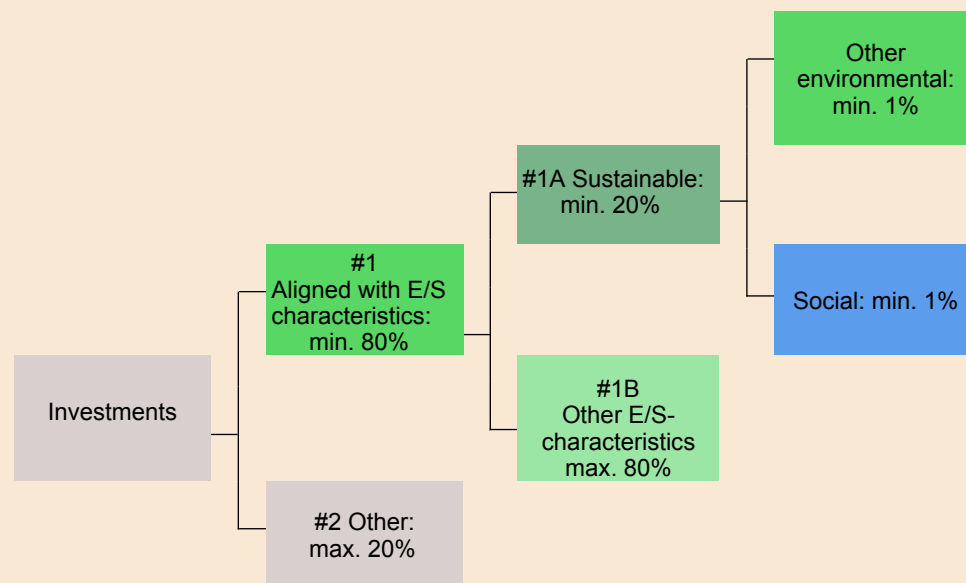 Investments
#1
Aligned with E/S
characteristics:
min. 80%
#2 Other:
max. 20%
#1A Sustainable:
min. 20%
#1B
Other E/S-
characteristics
max. 80%
Other
environmental:
min. 1%
Social: min. 1%